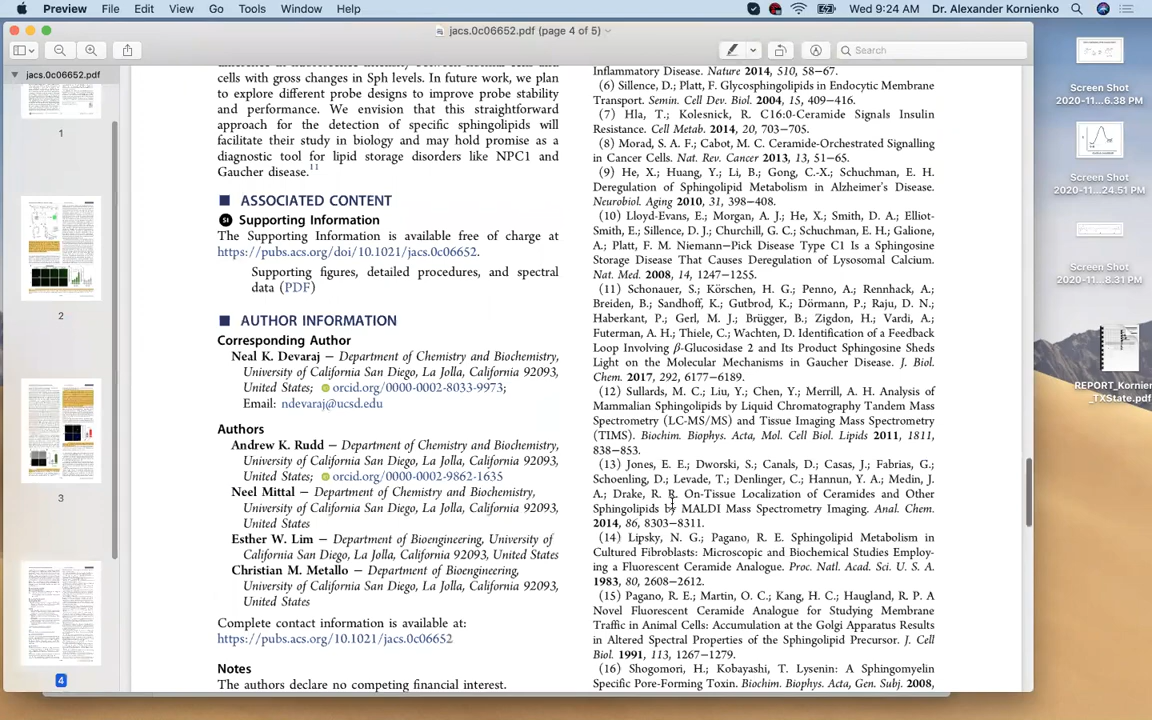 Preview File Edit View Go Tools Window Help Wed 9:24 AM Dr. Alexander Kornienko
jacs.0c06652.pdf (page 4 of 5)
Search
jacs.0c06652.pdf
1
2
3
4
cells with gross changes in Sph levels. In future work, we plan
to explore different probe designs to improve probe stability
and performance. We envision that this straightforward
approach for the detection of specific sphingolipids will
facilitate their study in biology and may hold promise as a
diagnostic tool for lipid storage disorders like NPC1 and
Gaucher disease.11
ASSOCIATED CONTENT
SI Supporting Information
The Supporting Information is available free of charge at
https://pubs.acs.org/doi/10.1021/jacs.0c06652.
Supporting figures, detailed procedures, and spectral
data (PDF)
AUTHOR INFORMATION
Corresponding Author
Neal K. Devaraj − Department of Chemistry and Biochemistry,
University of California San Diego, La Jolla, California 92093,
United States; orcid.org/0000-0002-8033-9973;
Email: ndevaraj@ucsd.edu
Authors
Andrew K. Rudd − Department of Chemistry and Biochemistry,
University of California San Diego, La Jolla, California 92093,
United States; orcid.org/0000-0002-9862-1635
Neel Mittal − Department of Chemistry and Biochemistry,
University of California San Diego, La Jolla, California 92093,
United States
Esther W. Lim − Department of Bioengineering, University of
California San Diego, La Jolla, California 92093, United States
Christian M. Metallo − Department of Bioengineering,
University of California San Diego, La Jolla, California 92093,
United States
Complete contact information is available at:
https://pubs.acs.org/10.1021/jacs.0c06652
Notes
The authors declare no competing financial interest.
Inflammatory Disease. Nature 2014, 510, 58−67.
(6) Sillence, D.; Platt, F. Glycosphingolipids in Endocytic Membrane
Transport. Semin. Cell Dev. Biol. 2004, 15, 409−416.
(7) Hla, T.; Kolesnick, R. C16:0-Ceramide Signals Insulin
Resistance. Cell Metab. 2014, 20, 703−705.
(8) Morad, S. A. F.; Cabot, M. C. Ceramide-Orchestrated Signalling
in Cancer Cells. Nat. Rev. Cancer 2013, 13, 51−65.
(9) He, X.; Huang, Y.; Li, B.; Gong, C.-X.; Schuchman, E. H.
Deregulation of Sphingolipid Metabolism in Alzheimer's Disease.
Neurobiol. Aging 2010, 31, 398−408.
(10) Lloyd-Evans, E.; Morgan, A. J.; He, X.; Smith, D. A.; Elliot-
Smith, E.; Sillence, D. J.; Churchill, G. C.; Schuchman, E. H.; Galione,
A.; Platt, F. M. Niemann−Pick Disease Type C1 Is a Sphingosine
Storage Disease That Causes Deregulation of Lysosomal Calcium.
Nat. Med. 2008, 14, 1247−1255.
(11) Schonauer, S.; Körschen, H. G.; Penno, A.; Rennhack, A.;
Breiden, B.; Sandhoff, K.; Gutbrod, K.; Dörmann, P.; Raju, D. N.;
Haberkant, P.; Gerl, M. J.; Brügger, B.; Zigdon, H.; Vardi, A.;
Futerman, A. H.; Thiele, C.; Wachten, D. Identification of a Feedback
Loop Involving β-Glucosidase 2 and Its Product Sphingosine Sheds
Light on the Molecular Mechanisms in Gaucher Disease. J. Biol.
Chem. 2017, 292, 6177−6189.
(12) Sullards, M. C.; Liu, Y.; Chen, Y.; Merrill, A. H. Analysis of
Mammalian Sphingolipids by Liquid Chromatography Tandem Mass
Spectrometry (LC-MS/MS) and Tissue Imaging Mass Spectrometry
(TIMS). Biochim. Biophys. Acta, Mol. Cell Biol. Lipids 2011, 1811,
838−853.
(13) Jones, E. E.; Dworski, S.; Canals, D.; Casas, J.; Fabrias, G.;
Schoenling, D.; Levade, T.; Denlinger, C.; Hannun, Y. A.; Medin, J.
A.; Drake, R. R. On-Tissue Localization of Ceramides and Other
Sphingolipids by MALDI Mass Spectrometry Imaging. Anal. Chem.
2014, 86, 8303−8311.
(14) Lipsky, N. G.; Pagano, R. E. Sphingolipid Metabolism in
Cultured Fibroblasts: Microscopic and Biochemical Studies Employ-
ing a Fluorescent Ceramide Analogue. Proc. Natl. Acad. Sci. U. S. A.
1983, 80, 2608−2612.
(15) Pagano, R. E.; Martin, O. C.; Kang, H. C.; Haugland, R. P. A
Novel Fluorescent Ceramide Analogue for Studying Membrane
Traffic in Animal Cells: Accumulation at the Golgi Apparatus Results
in Altered Spectral Properties of the Sphingolipid Precursor. J. Cell
Biol. 1991, 113, 1267−1279.
(16) Shogomori, H.; Kobayashi, T. Lysenin: A Sphingomyelin
Specific Pore-Forming Toxin. Biochim. Biophys. Acta, Gen. Subj. 2008,
Screen Shot
2020-11...6.38 PM
Screen Shot
2020-11...24.51 PM
Screen Shot
2020-11...8.31 PM
REPORT_Kornier
_TXState.pdf